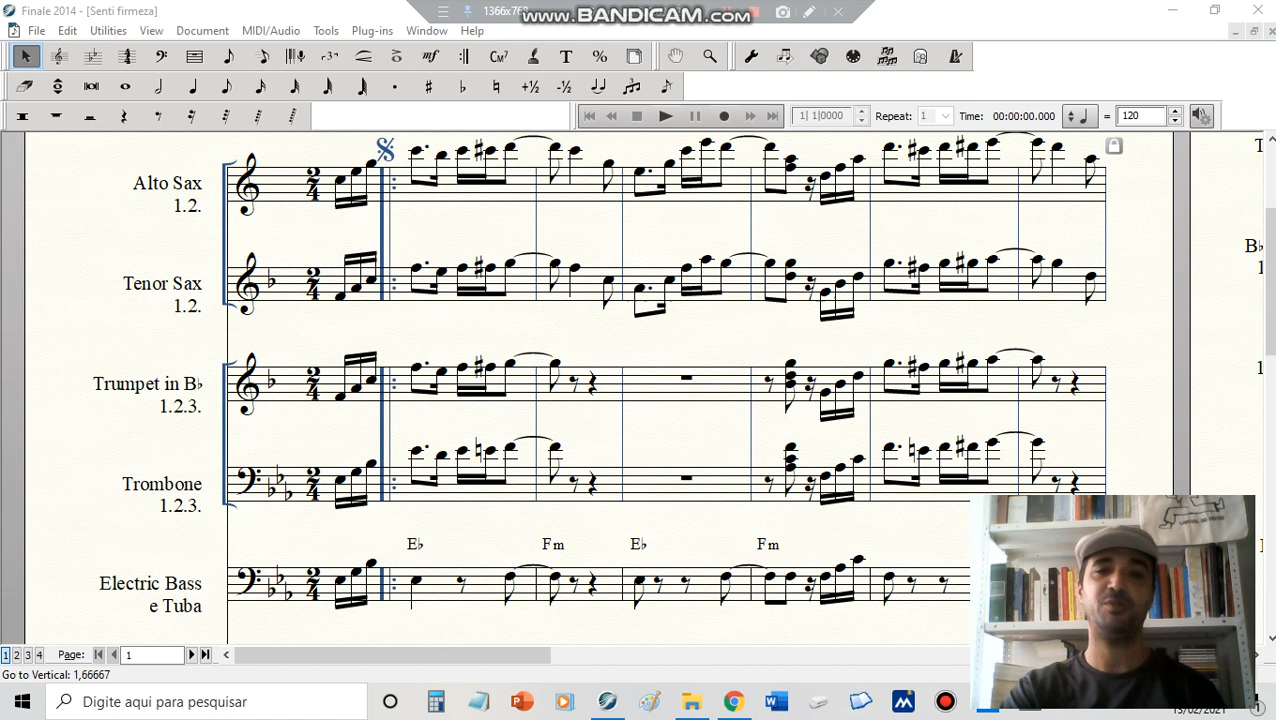 Finale 2014 - [Senti firmeza]
1366x768
www.BANDICAM.com
File Edit Utilities View Document MIDI/Audio Tools Plug-ins Window Help
1| 1|0000
Repeat: 1
Time: 00:00:00.000
= 120
Alto Sax
1.2.
Tenor Sax
1.2.
Trumpet in B♭
1.2.3.
Trombone
1.2.3.
E♭ Fm E♭ Fm
Electric Bass
e Tuba
1 2 3 4 Page: 1
Go to Vertical: 1,66667
Digite aqui para pesquisar